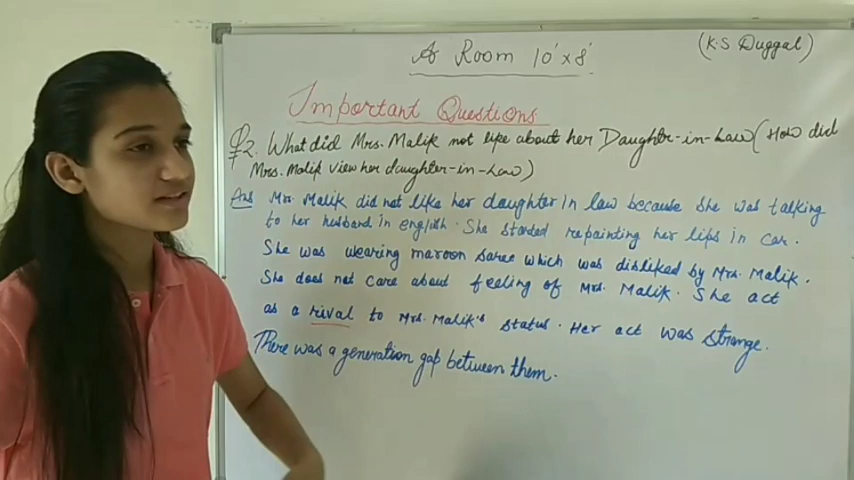 A Room 10'x8'
(K.S Duggal)
Important Questions
Q2. What did Mrs. Malik not like about her Daughter-in-Law (How did
Mrs. Malik view her daughter-in-Law)
Ans Mrs. Malik did not like her daughter in law because she was talking
to her husband in english. She started repainting her lips in car.
She was wearing maroon saree which was disliked by Mrs. Malik.
She does not care about feeling of Mrs. Malik. She act
as a rival to Mrs. Malik's status. Her act was strange.
There was a generation gap between them.